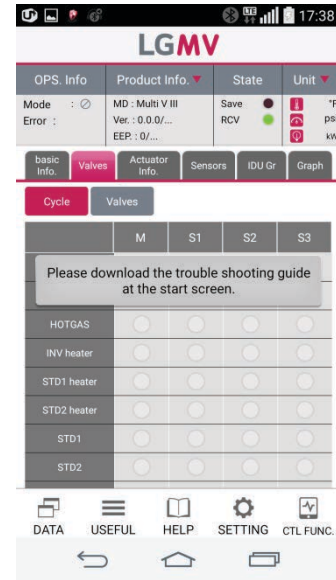 LTE 17:38
LGMV
OPS. Info Product Info. State Unit
Mode : Error : MD : Multi V III
Ver. : 0.0.0/...
EEP. : 0/... Save
RCV °F
ps
kW
basic Info. Valves Actuator Info. Sensors IDU Gr Graph
Cycle Valves
M S1 S2 S3
Please download the trouble shooting guide
at the start screen.
HOTGAS
INV heater
STD1 heater
STD2 heater
STD1
STD2
DATA USEFUL HELP SETTING CTL FUNC.